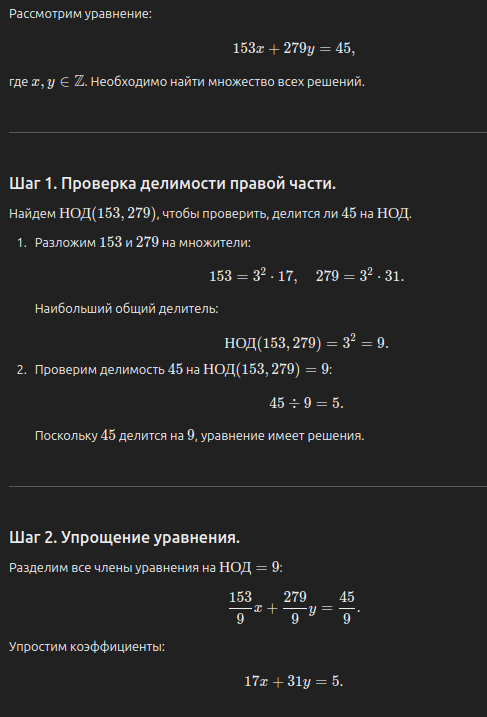 Рассмотрим уравнение:
153x + 279y = 45,
где x, y ∈ ℤ. Необходимо найти множество всех решений.
Шаг 1. Проверка делимости правой части.
Найдем НОД(153, 279), чтобы проверить, делится ли 45 на НОД.
1. Разложим 153 и 279 на множители:
153 = 3² · 17, 279 = 3² · 31.
Наибольший общий делитель:
НОД(153, 279) = 3² = 9.
2. Проверим делимость 45 на НОД(153, 279) = 9:
45 ÷ 9 = 5.
Поскольку 45 делится на 9, уравнение имеет решения.
Шаг 2. Упрощение уравнения.
Разделим все члены уравнения на НОД = 9:
153/9 x + 279/9 y = 45/9.
Упростим коэффициенты:
17x + 31y = 5.